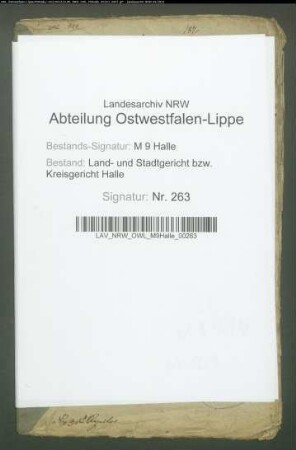 Landesarchiv NRW
Abteilung Ostwestfalen-Lippe
Bestands-Signatur: M 9 Halle
Bestand: Land- und Stadtgericht bzw.
Kreisgericht Halle
Signatur: Nr. 263
LAV_NRW_OWL_M9Halle_00263